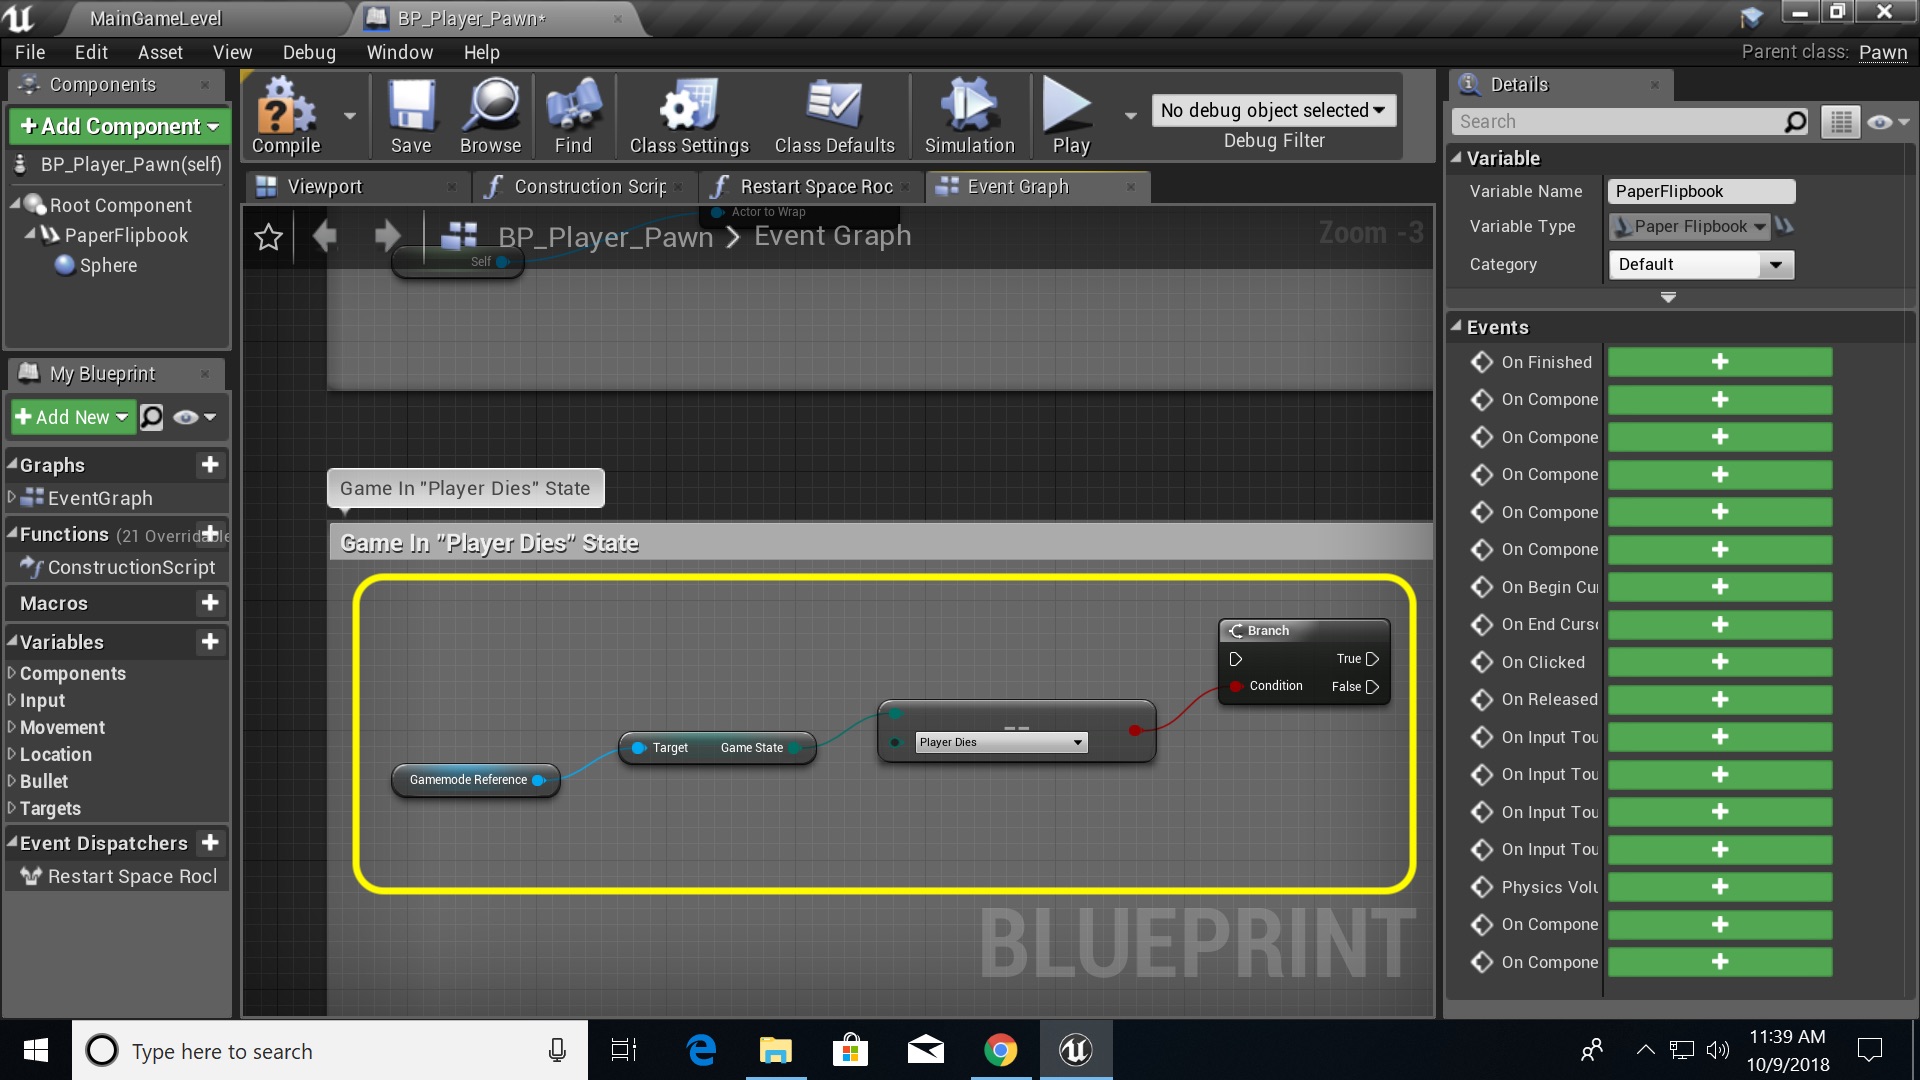 MainGameLevel
BP_Player_Pawn*
File Edit Asset View Debug Window Help
Parent class: Pawn
Components
+Add Component
BP_Player_Pawn(self)
Root Component
PaperFlipbook
Sphere
My Blueprint
+Add New
Graphs
EventGraph
Functions (21 Overridable
ConstructionScript
Macros
Variables
Components
Input
Movement
Location
Bullet
Targets
Event Dispatchers
Restart Space Rocl
Compile
Save
Browse
Find
Class Settings
Class Defaults
Simulation
Play
No debug object selected
Debug Filter
Viewport
Construction Scrip
Restart Space Roc
Event Graph
Actor to Wrap
BP_Player_Pawn > Event Graph
Zoom -3
Self
Game In "Player Dies" State
Game In "Player Dies" State
Branch
True
Condition False
==
Player Dies
Target Game State
Gamemode Reference
BLUEPRINT
Details
Search
Variable
Variable Name PaperFlipbook
Variable Type Paper Flipbook
Category Default
Events
On Finished
On Compone
On Compone
On Compone
On Compone
On Compone
On Begin Cu
On End Curs
On Clicked
On Released
On Input Tou
On Input Tou
On Input Tou
On Input Tou
Physics Volu
On Compone
On Compone
Type here to search
11:39 AM
10/9/2018